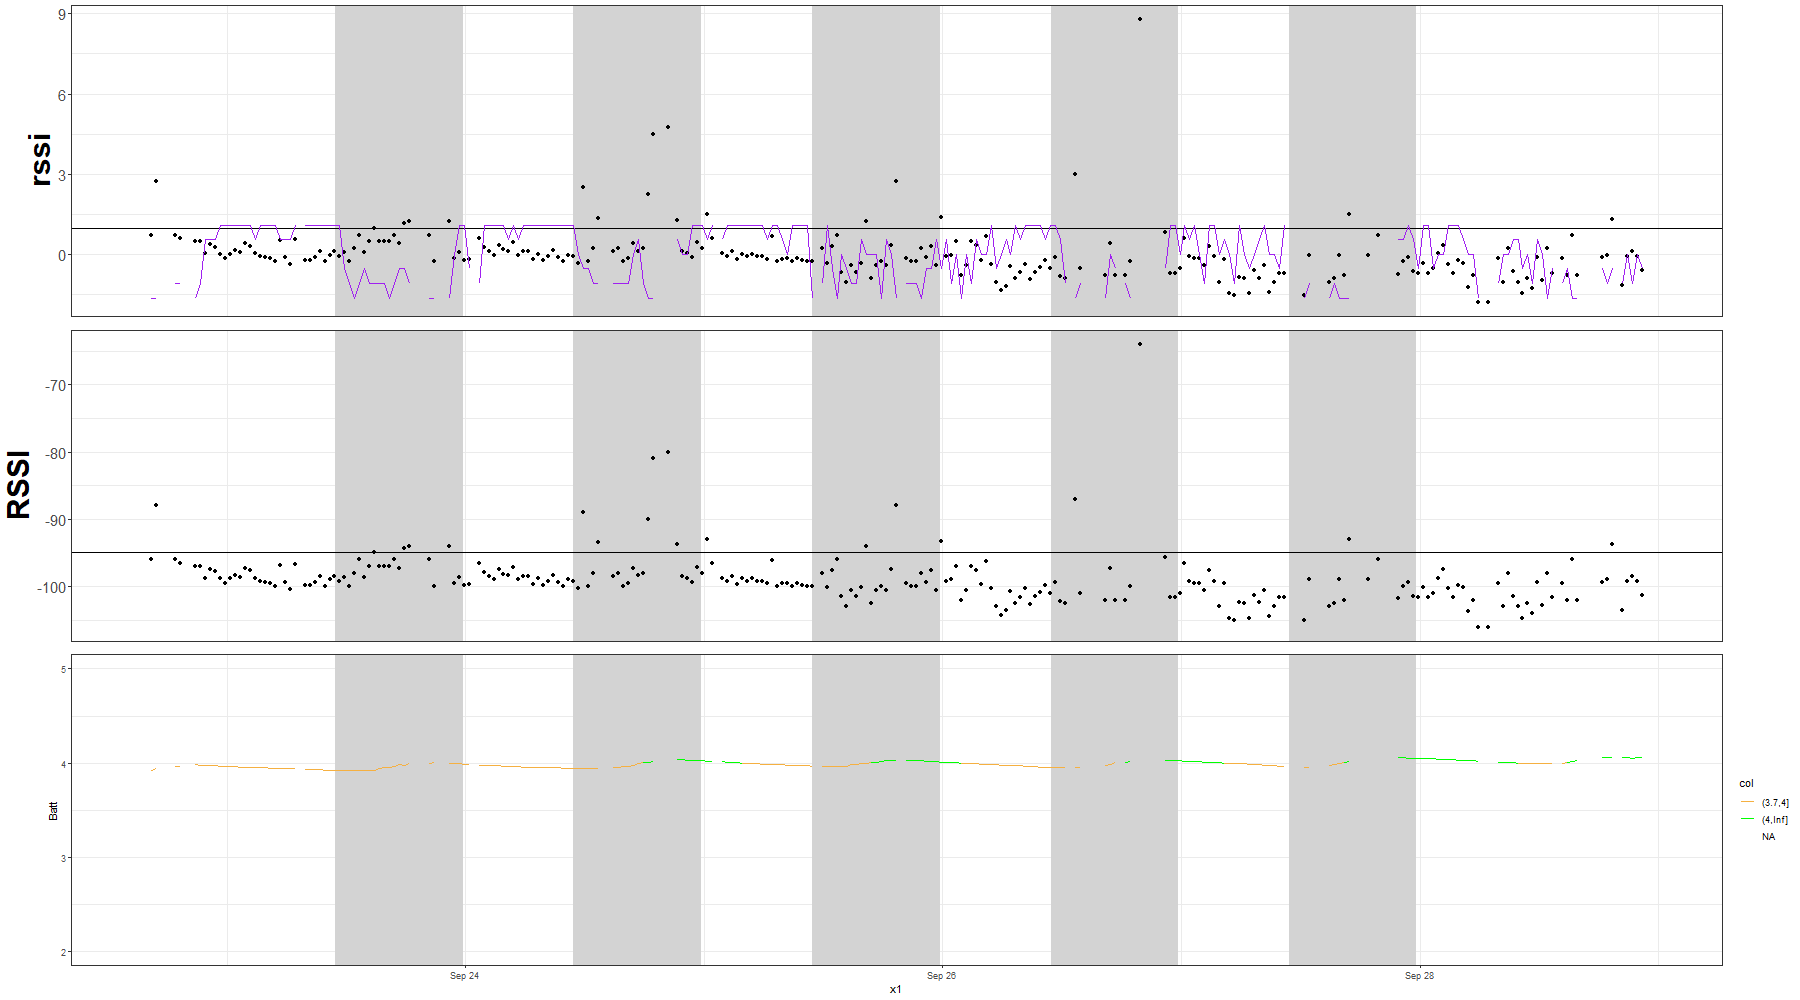 9
6
3
0
rssi
-70
-80
-90
-100
RSSI
5
4
3
2
Batt
Sep 24
Sep 26
Sep 28
x1
col
(3.7,4]
(4,Inf]
NA